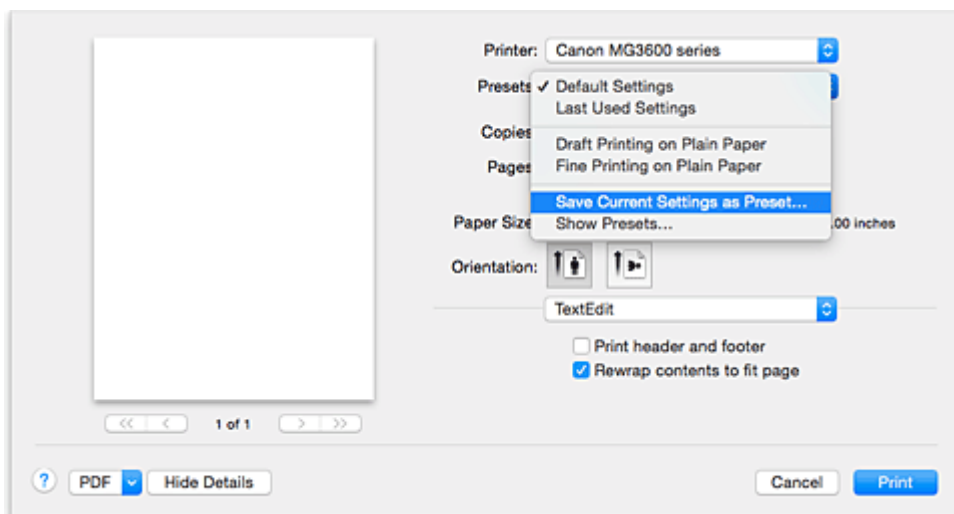 Printer: Canon MG3600 series
Presets ✓ Default Settings
Last Used Settings
Copies
Draft Printing on Plain Paper
Pages Fine Printing on Plain Paper
Save Current Settings as Preset...
Paper Size Show Presets... .00 inches
Orientation:
TextEdit
Print header and footer
Rewrap contents to fit page
<< < 1 of 1 > >>
? PDF Hide Details Cancel Print